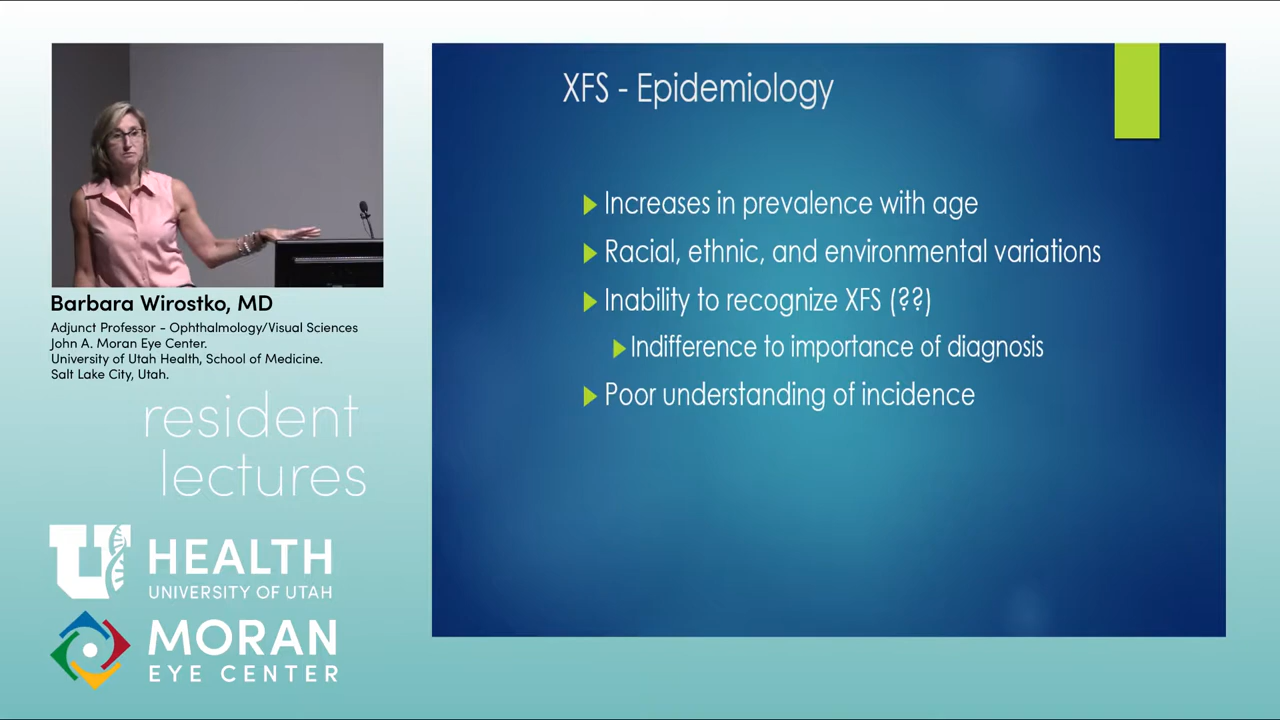 XFS - Epidemiology
Increases in prevalence with age
Racial, ethnic, and environmental variations
Inability to recognize XFS (??)
Indifference to importance of diagnosis
Poor understanding of incidence
Barbara Wirostko, MD
Adjunct Professor - Ophthalmology/Visual Sciences
John A. Moran Eye Center.
University of Utah Health, School of Medicine.
Salt Lake City, Utah.
resident
lectures
U HEALTH
UNIVERSITY OF UTAH
MORAN
EYE CENTER